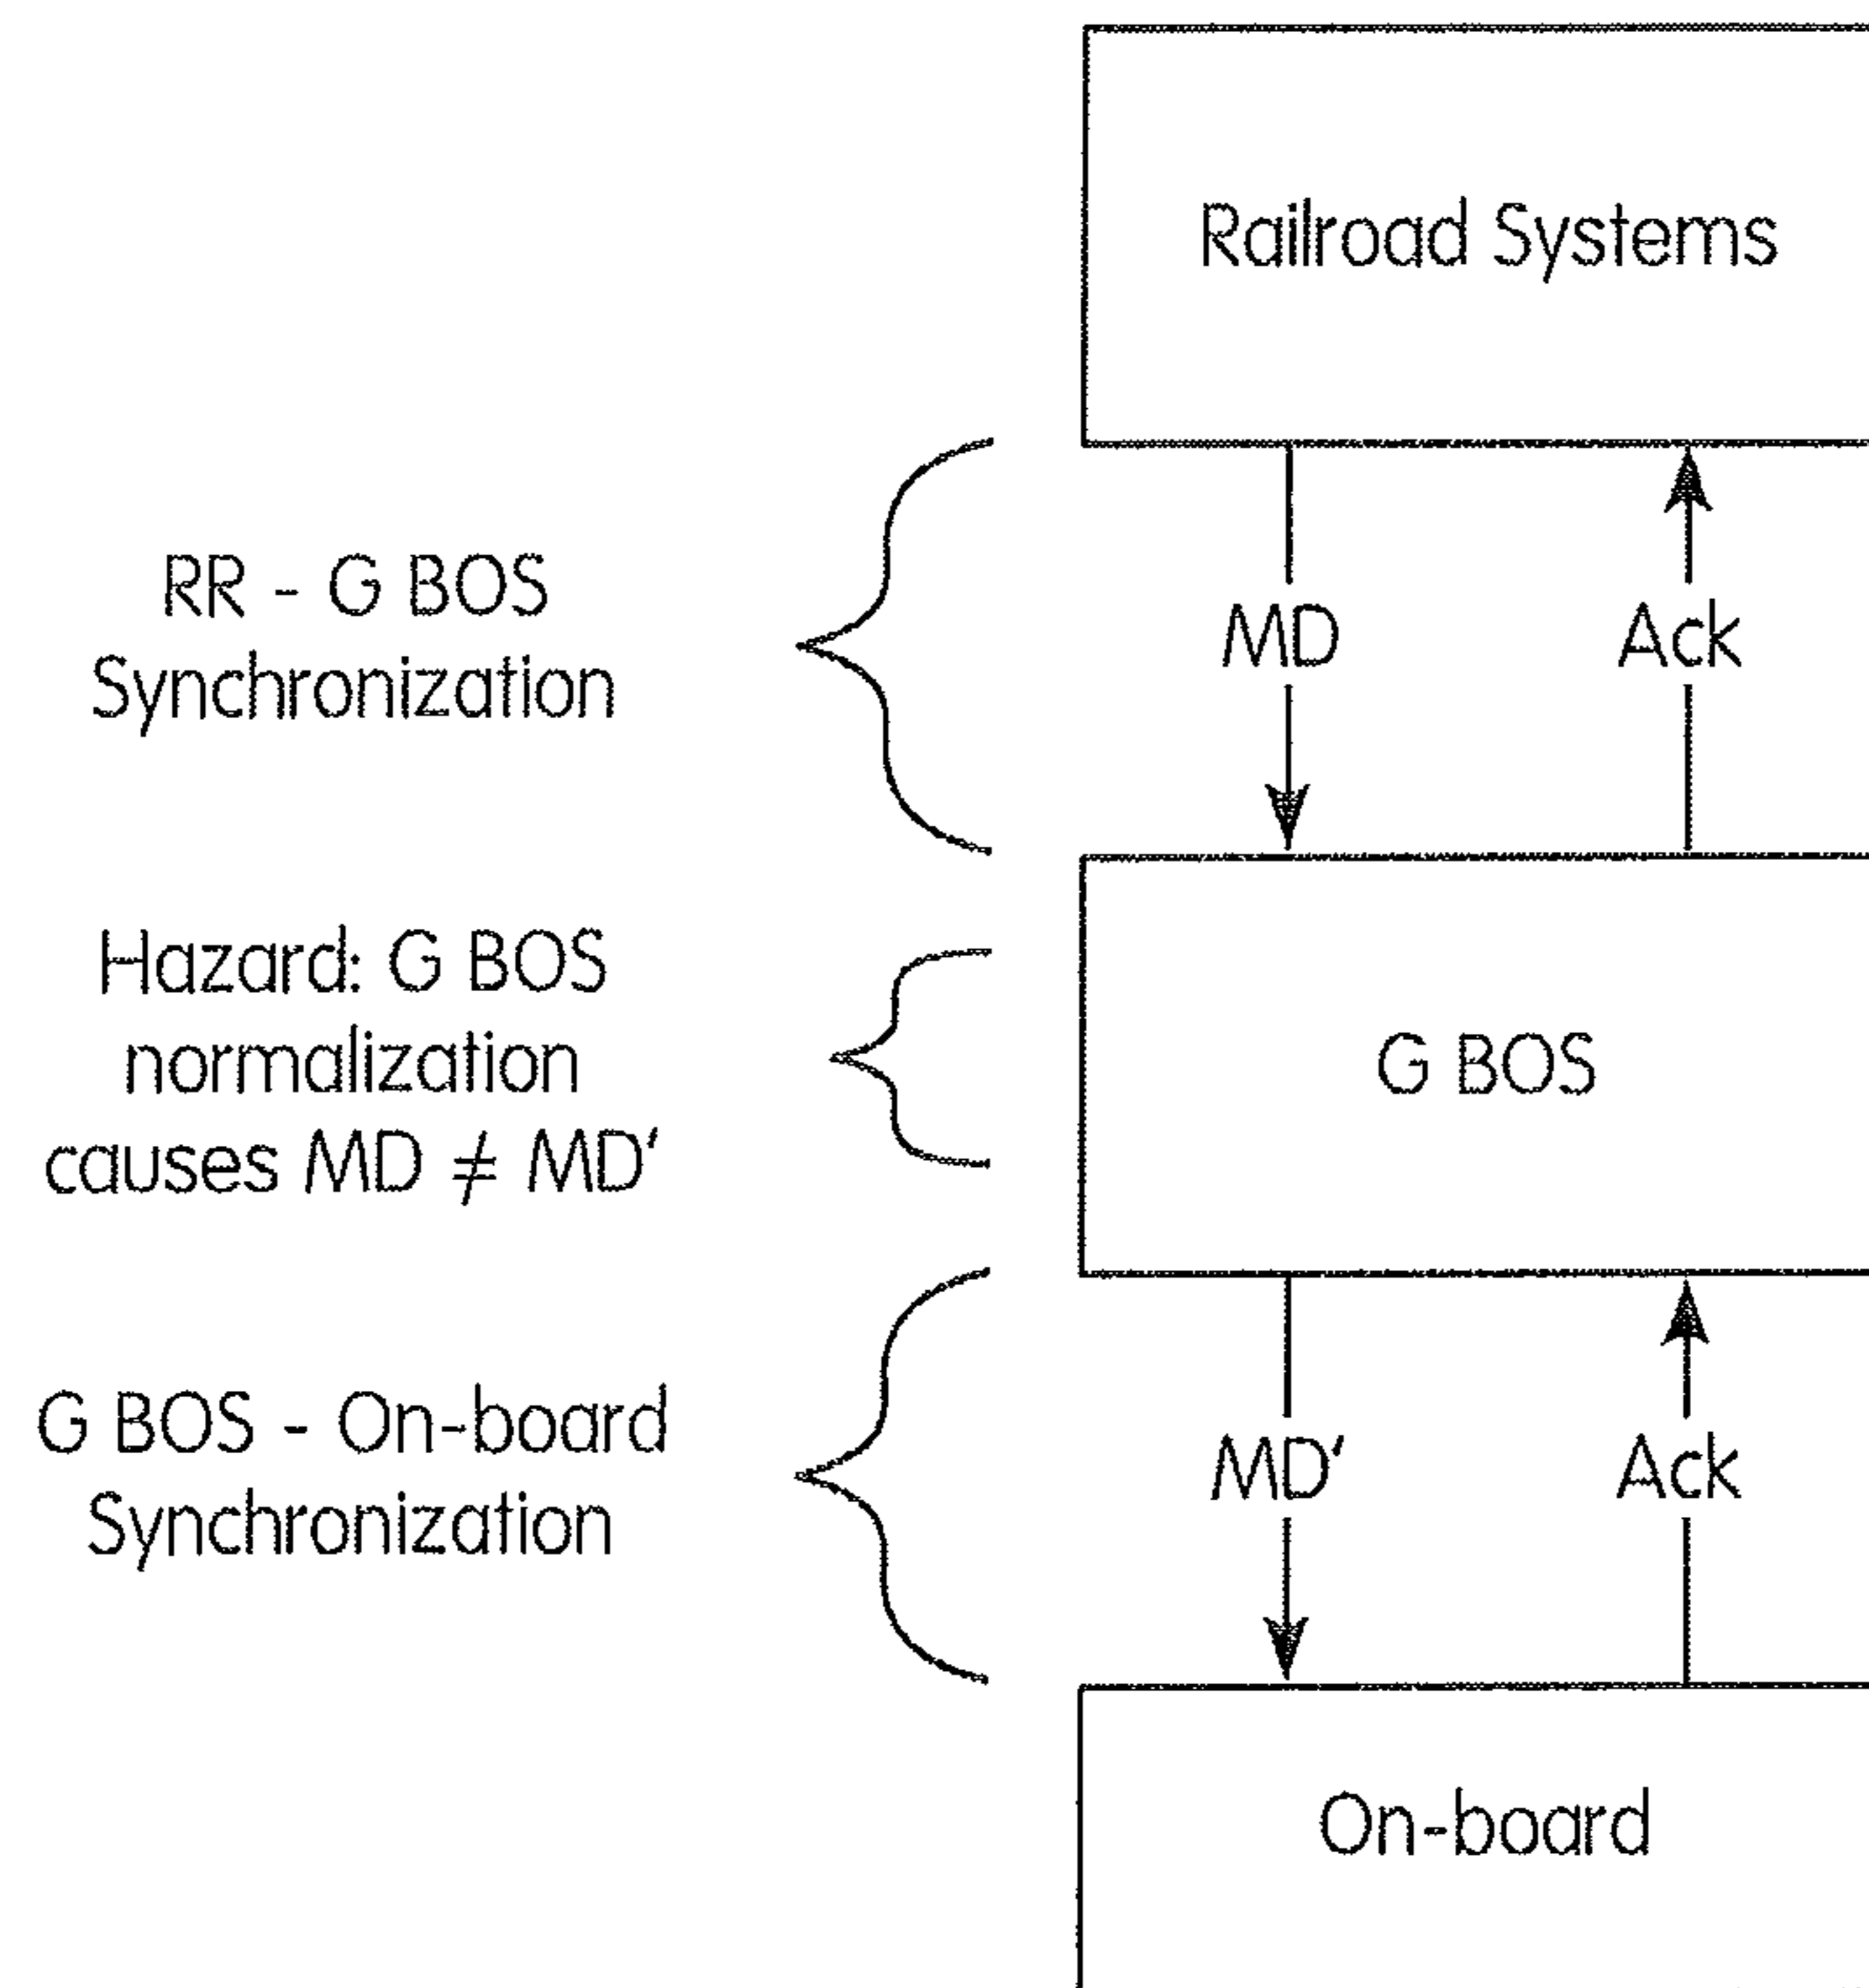 Railroad Systems
RR - G BOS
Synchronization
MD
Ack
Hazard: G BOS
normalization
causes MD ≠ MD'
G BOS
G BOS - On-board
Synchronization
MD'
Ack
On-board